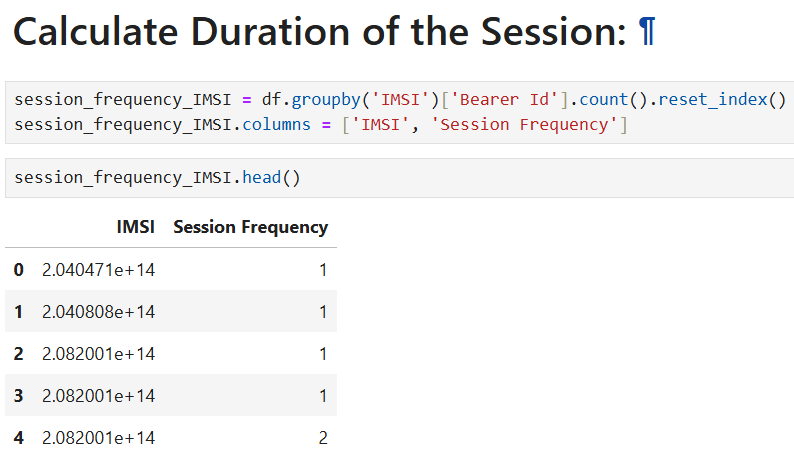 Calculate Duration of the Session: ¶
session_frequency_IMSI = df.groupby('IMSI')['Bearer Id'].count().reset_index()
session_frequency_IMSI.columns = ['IMSI', 'Session Frequency']
session_frequency_IMSI.head()
IMSI Session Frequency
0 2.040471e+14 1
1 2.040808e+14 1
2 2.082001e+14 1
3 2.082001e+14 1
4 2.082001e+14 2